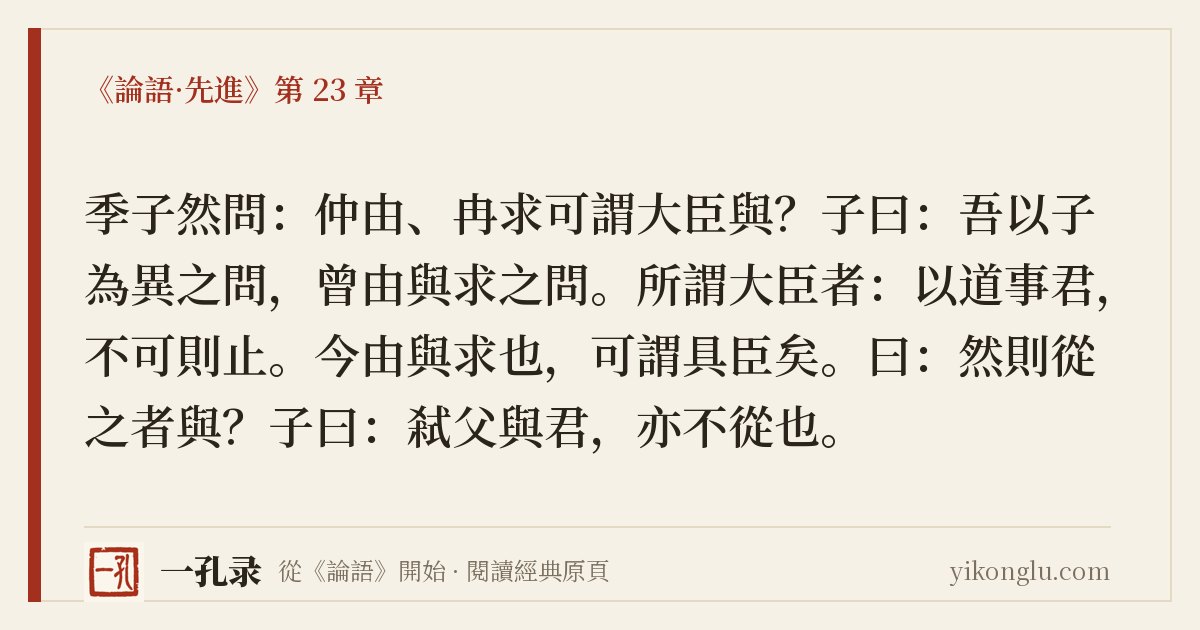 《論語·先進》第 23 章
季子然問：仲由、冉求可謂大臣與？子曰：吾以子
為異之問，曾由與求之問。所謂大臣者：以道事君，
不可則止。今由與求也，可謂具臣矣。曰：然則從
之者與？子曰：弒父與君，亦不從也。
一孔
一孔录 從《論語》開始 · 閱讀經典原頁
yikonglu.com